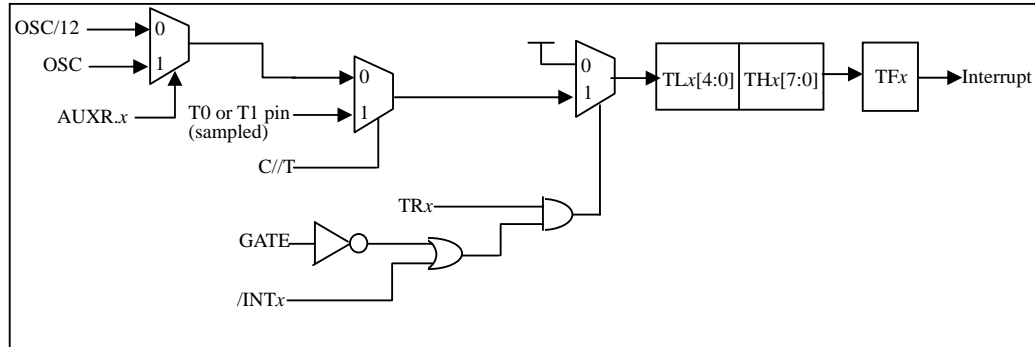 OSC/12
0
OSC
1
AUXR.x
0
T0 or T1 pin
1
(sampled)
C//T
0
1
TLx[4:0]
THx[7:0]
TFx
Interrupt
TRx
GATE
/INTx